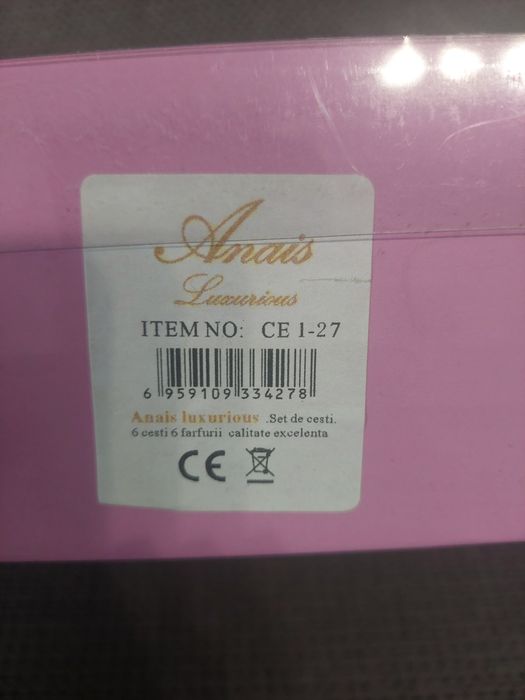 Anais
Luxurious
ITEM NO: CE 1-27
6 959109 334278
Anais luxurious .Set de cesti.
6 cesti 6 farfurii calitate excelenta
CE